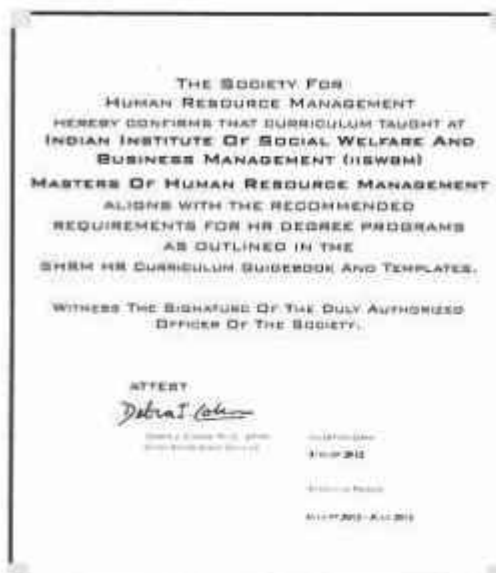 THE SOCIETY FOR
HUMAN RESOURCE MANAGEMENT
HEREBY CONFIRMS THAT CURRICULUM TAUGHT AT
INDIAN INSTITUTE OF SOCIAL WELFARE AND
BUSINESS MANAGEMENT (IISWBM)
MASTERS OF HUMAN RESOURCE MANAGEMENT
ALIGNS WITH THE RECOMMENDED
REQUIREMENTS FOR HR DEGREE PROGRAMS
AS OUTLINED IN THE
SHRM HR CURRICULUM GUIDEBOOK AND TEMPLATES.
WITNESS THE SIGNATURE OF THE DULY AUTHORIZED
OFFICER OF THE SOCIETY.
ATTEST
Debra J. Cohen